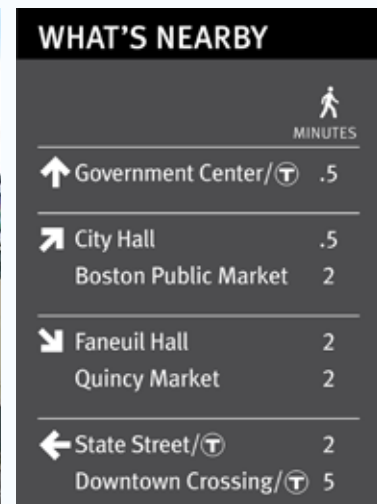 WHAT'S NEARBY
MINUTES
Government Center/T .5
City Hall .5
Boston Public Market 2
Faneuil Hall 2
Quincy Market 2
State Street/T 2
Downtown Crossing/T 5